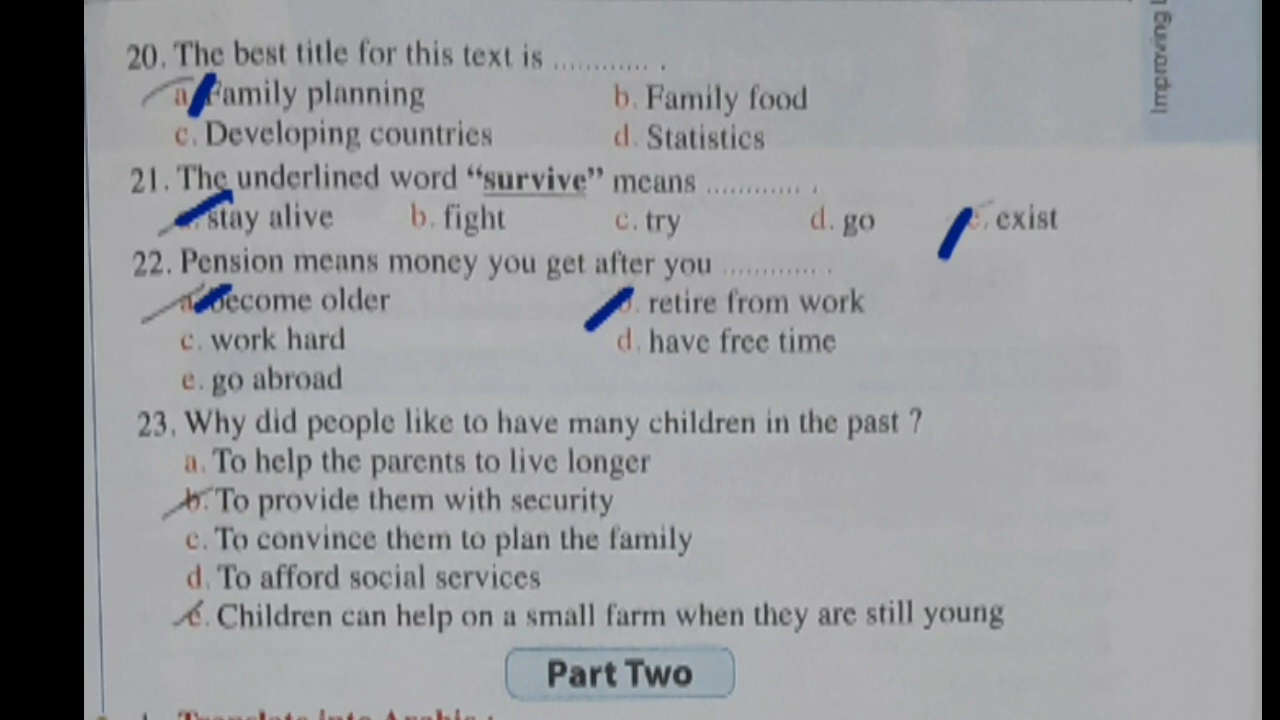 20. The best title for this text is ............ .
a. Family planning b. Family food
c. Developing countries d. Statistics
21. The underlined word “survive” means ............ .
stay alive b. fight c. try d. go e. exist
22. Pension means money you get after you ............ .
a. become older b. retire from work
c. work hard d. have free time
e. go abroad
23. Why did people like to have many children in the past ?
a. To help the parents to live longer
b. To provide them with security
c. To convince them to plan the family
d. To afford social services
e. Children can help on a small farm when they are still young
Part Two
Translate into Arabic :
Improving